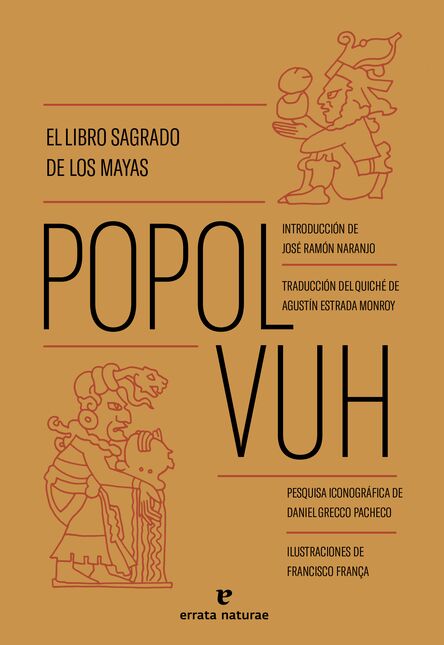 EL LIBRO SAGRADO
DE LOS MAYAS
POPOL
VUH
INTRODUCCIÓN DE
JOSÉ RAMÓN NARANJO
TRADUCCIÓN DEL QUICHÉ DE
AGUSTÍN ESTRADA MONROY
PESQUISA ICONOGRÁFICA DE
DANIEL GRECCO PACHECO
ILUSTRACIONES DE
FRANCISCO FRANÇA
errata naturae